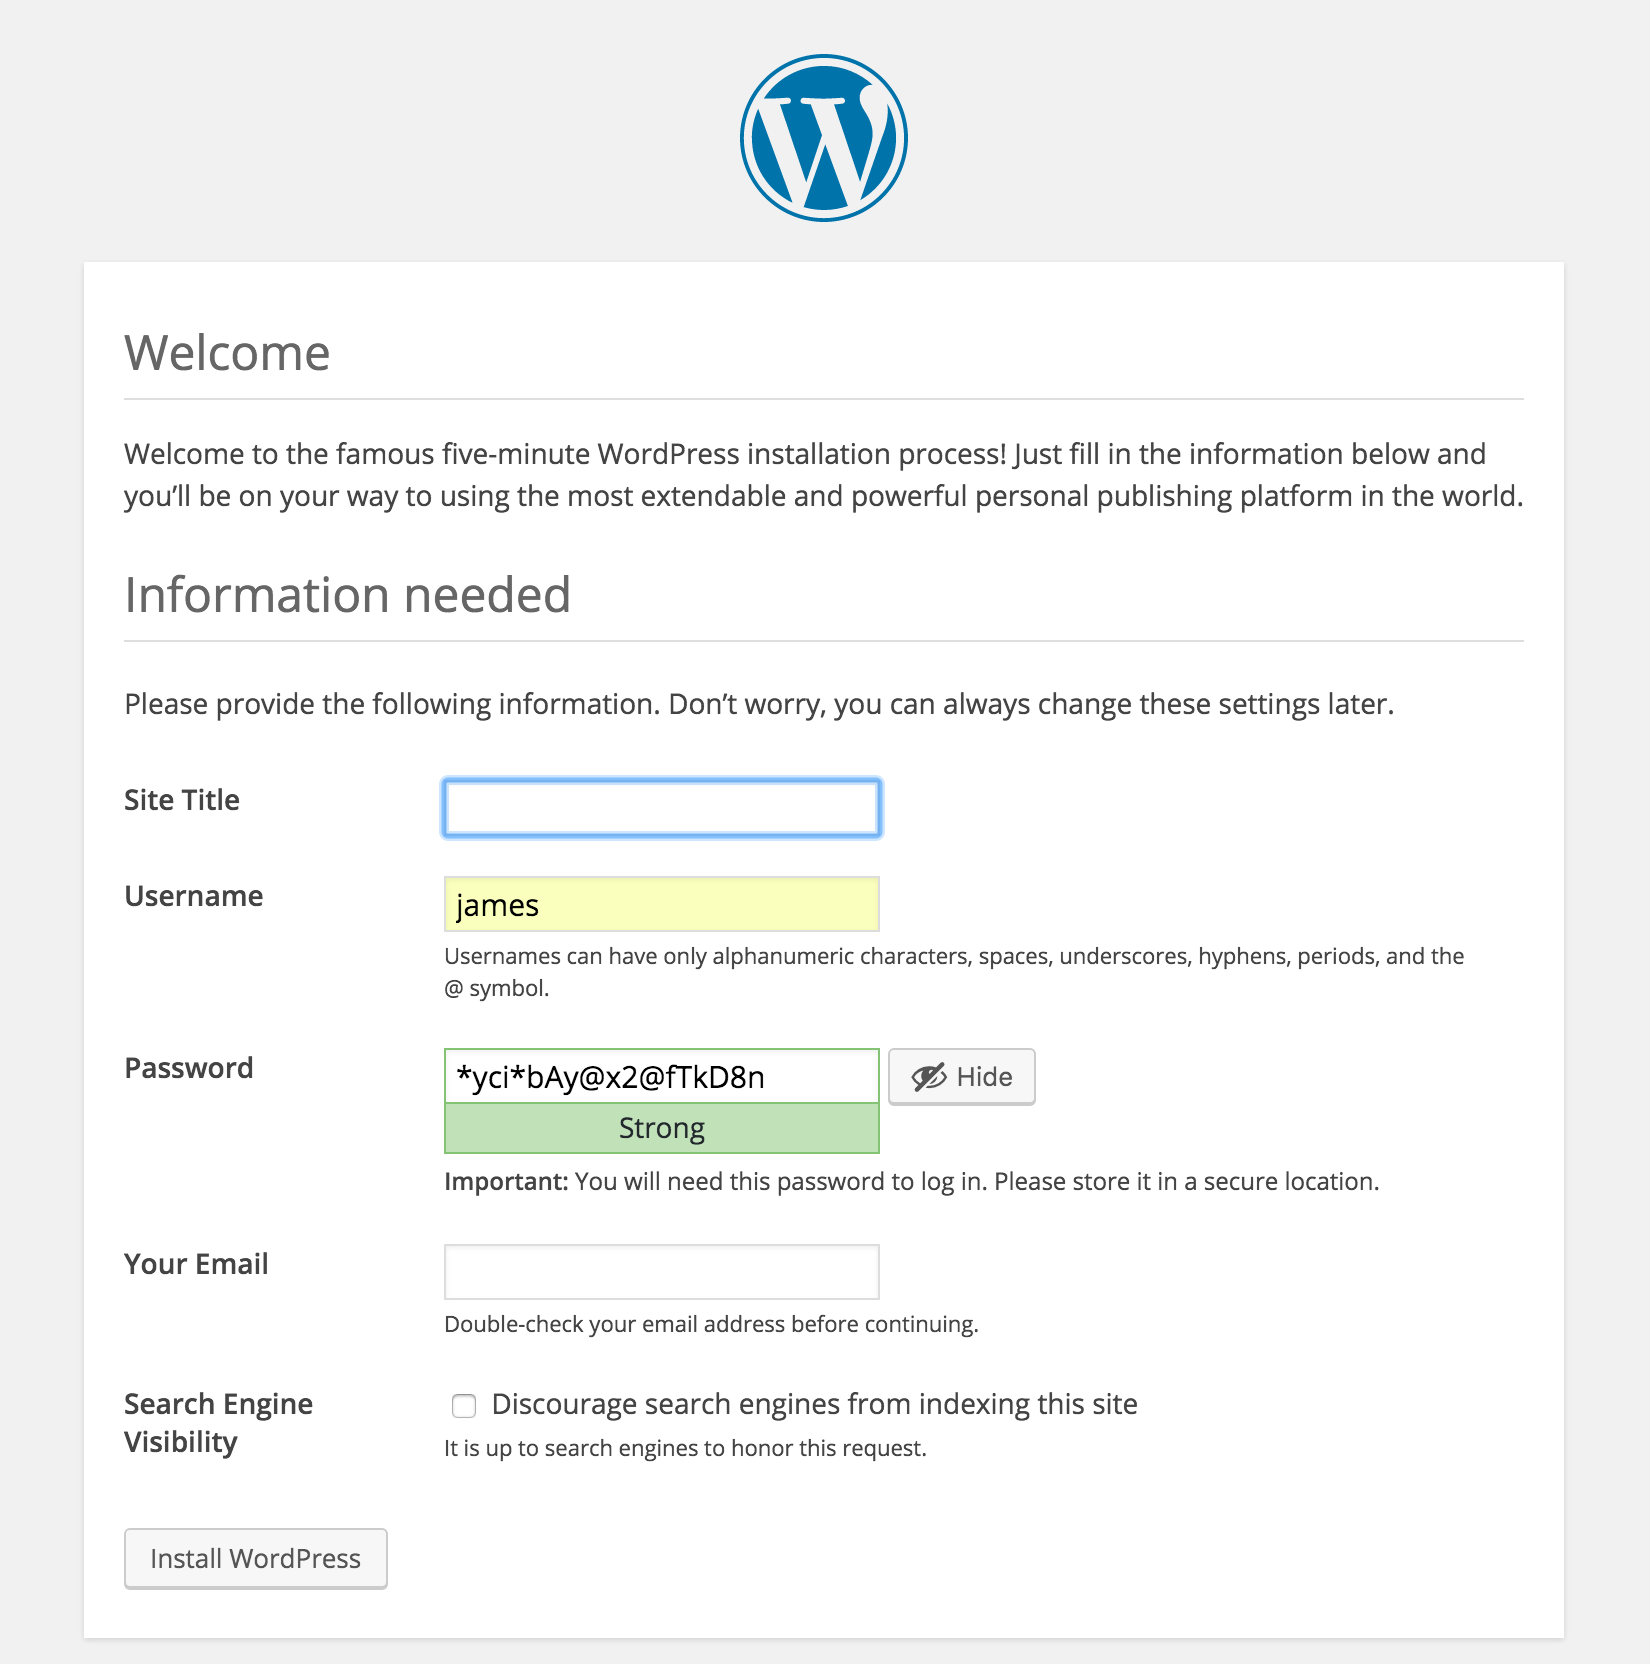 Welcome
Welcome to the famous five-minute WordPress installation process! Just fill in the information below and
you’ll be on your way to using the most extendable and powerful personal publishing platform in the world.
Information needed
Please provide the following information. Don’t worry, you can always change these settings later.
Site Title
Username
james
Usernames can have only alphanumeric characters, spaces, underscores, hyphens, periods, and the
@ symbol.
Password
*yci*bAy@x2@fTkD8n
Hide
Strong
Important: You will need this password to log in. Please store it in a secure location.
Your Email
Double-check your email address before continuing.
Search Engine
Visibility
Discourage search engines from indexing this site
It is up to search engines to honor this request.
Install WordPress